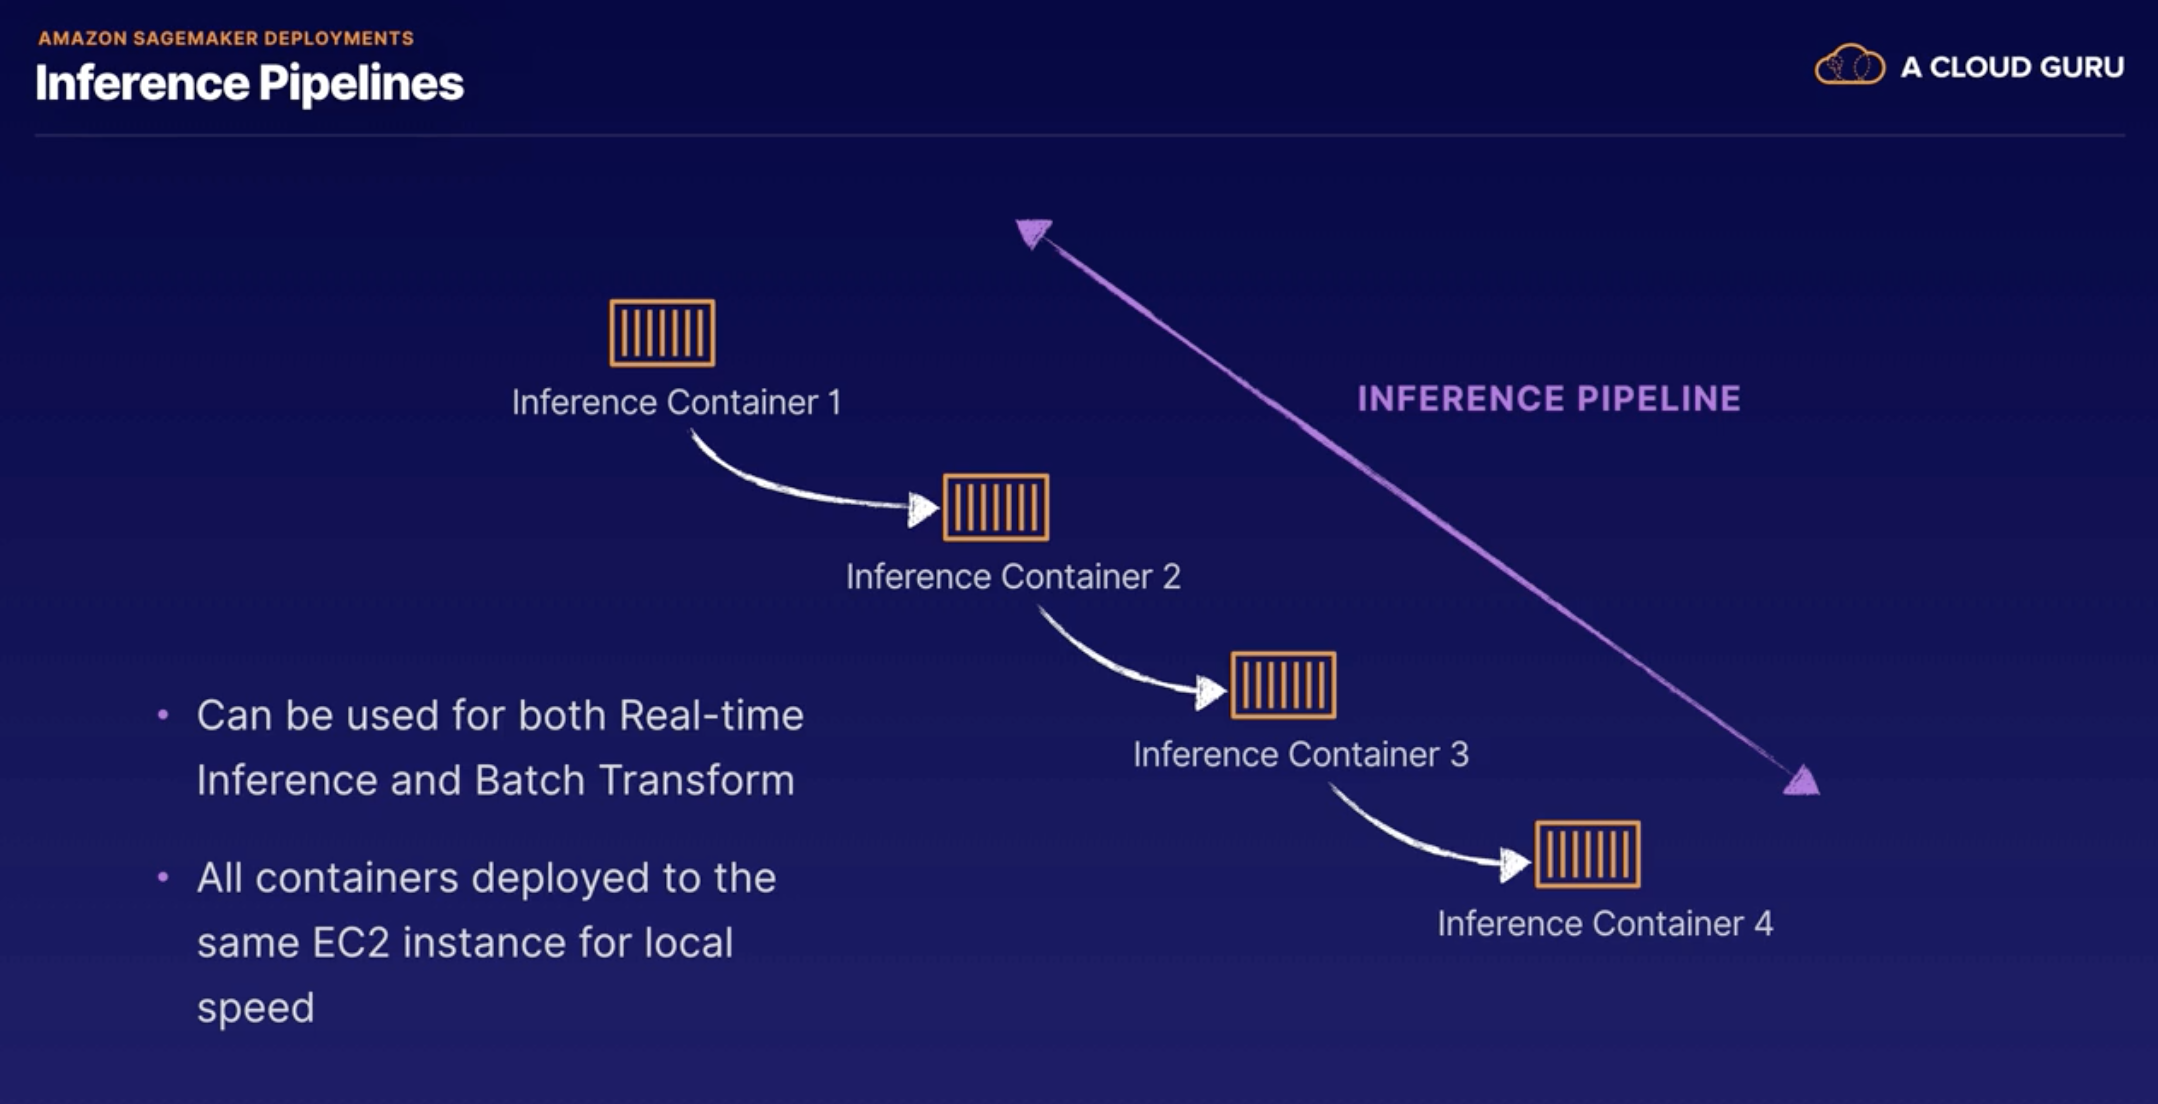 AMAZON SAGEMAKER DEPLOYMENTS
Inference Pipelines
A CLOUD GURU
Inference Container 1
INFERENCE PIPELINE
Inference Container 2
Inference Container 3
Inference Container 4
• Can be used for both Real-time
Inference and Batch Transform
• All containers deployed to the
same EC2 instance for local
speed